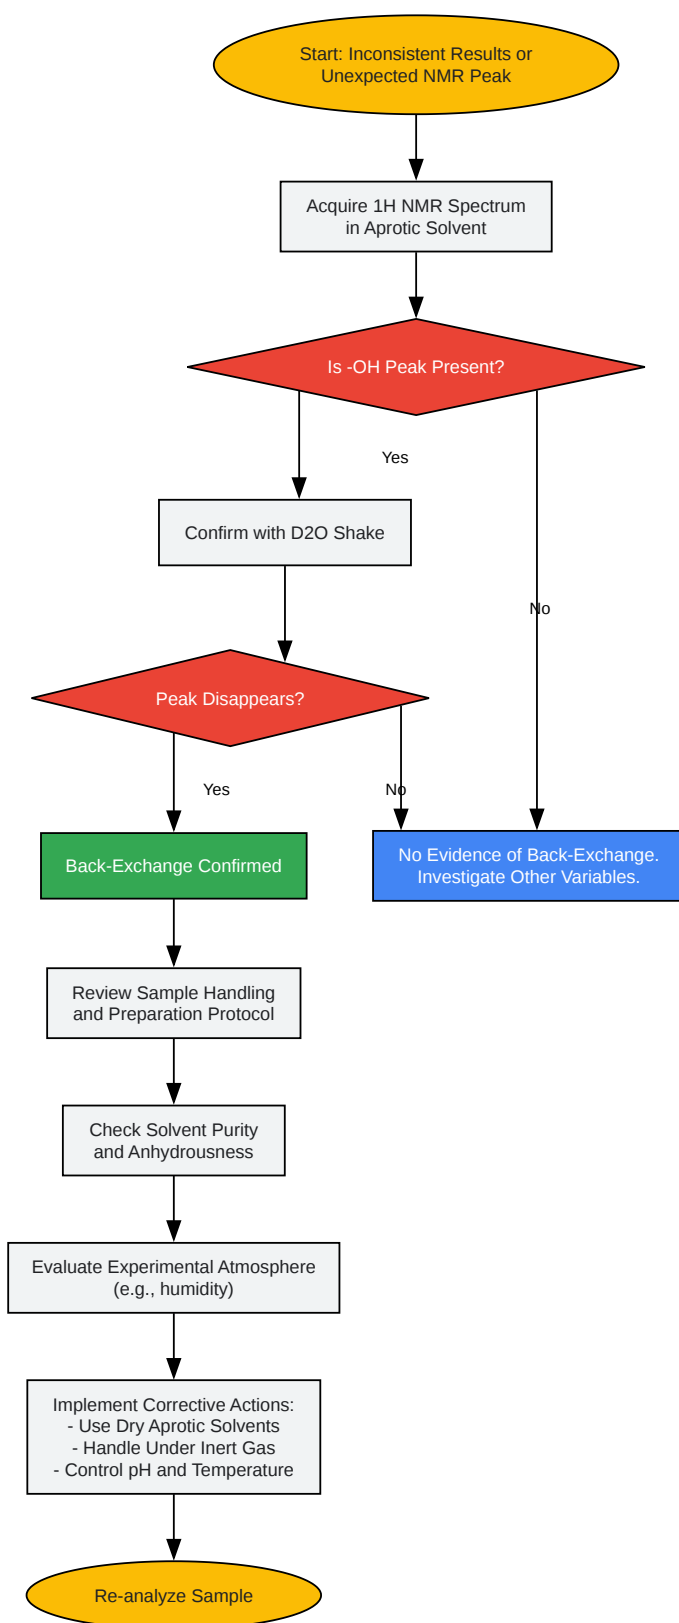 Start: Inconsistent Results or
Unexpected NMR Peak
Acquire 1H NMR Spectrum
in Aprotic Solvent
Is -OH Peak Present?
Yes
Confirm with D2O Shake
No
Peak Disappears?
Yes
No
Back-Exchange Confirmed
No Evidence of Back-Exchange.
Investigate Other Variables.
Review Sample Handling
and Preparation Protocol
Check Solvent Purity
and Anhydrousness
Evaluate Experimental Atmosphere
(e.g., humidity)
Implement Corrective Actions:
- Use Dry Aprotic Solvents
- Handle Under Inert Gas
- Control pH and Temperature
Re-analyze Sample